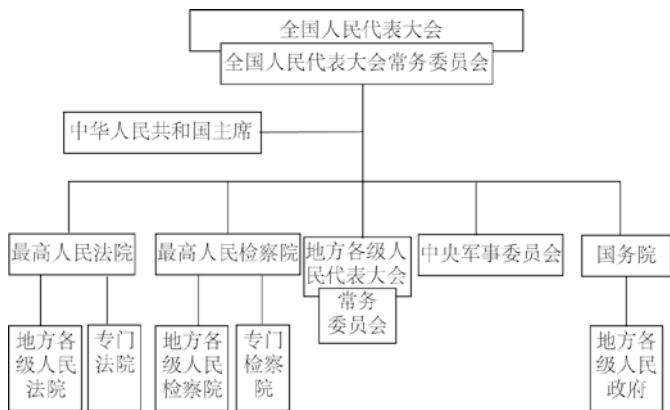 全国人民代表大会
全国人民代表大会常务委员会
中华人民共和国主席
最高人民法院
最高人民检察院
地方各级人
民代表大会
常务
委员会
中央军事委员会
国务院
地方各
级人民
法院
专门
法院
地方各
级人民
检察院
专门
检察
院
地方各
级人民
政府